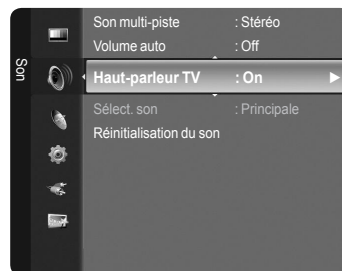 Son
Son multi-piste : Stéréo
Volume auto : Off
Haut-parleur TV : On
Sélect. son : Principale
Réinitialisation du son